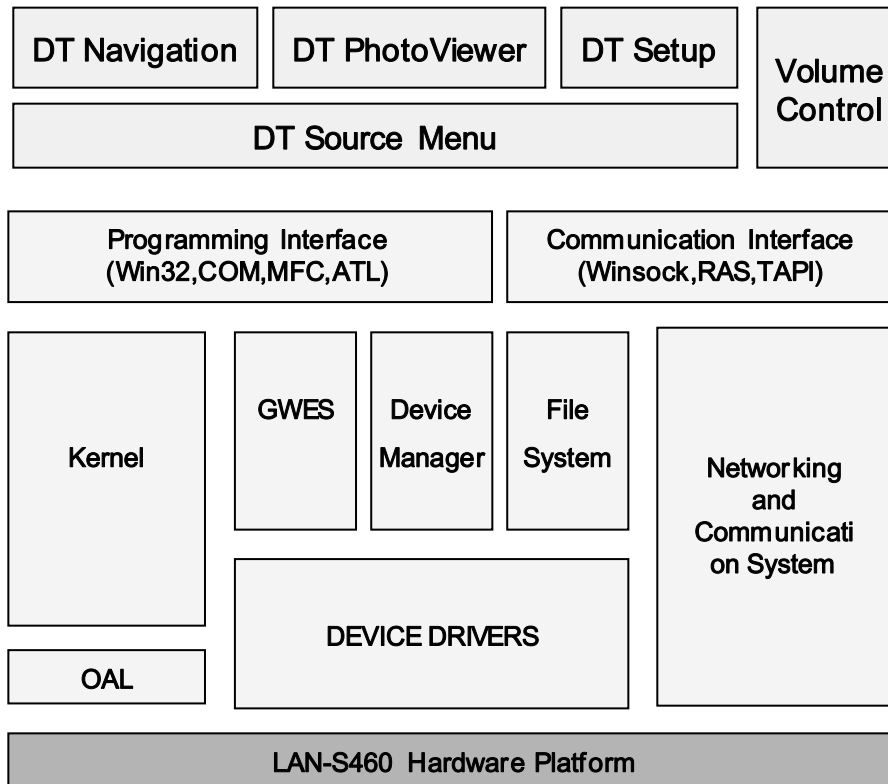 DT Navigation
DT PhotoViewer
DT Setup
Volume
Control
DT Source Menu
Programming Interface
(Win32,COM,MFC,ATL)
Communication Interface
(Winsock,RAS,TAPI)
Kernel
GWES
Device
Manager
File
System
Networking
and
Communicati
on System
DEVICE DRIVERS
OAL
LAN-S460 Hardware Platform